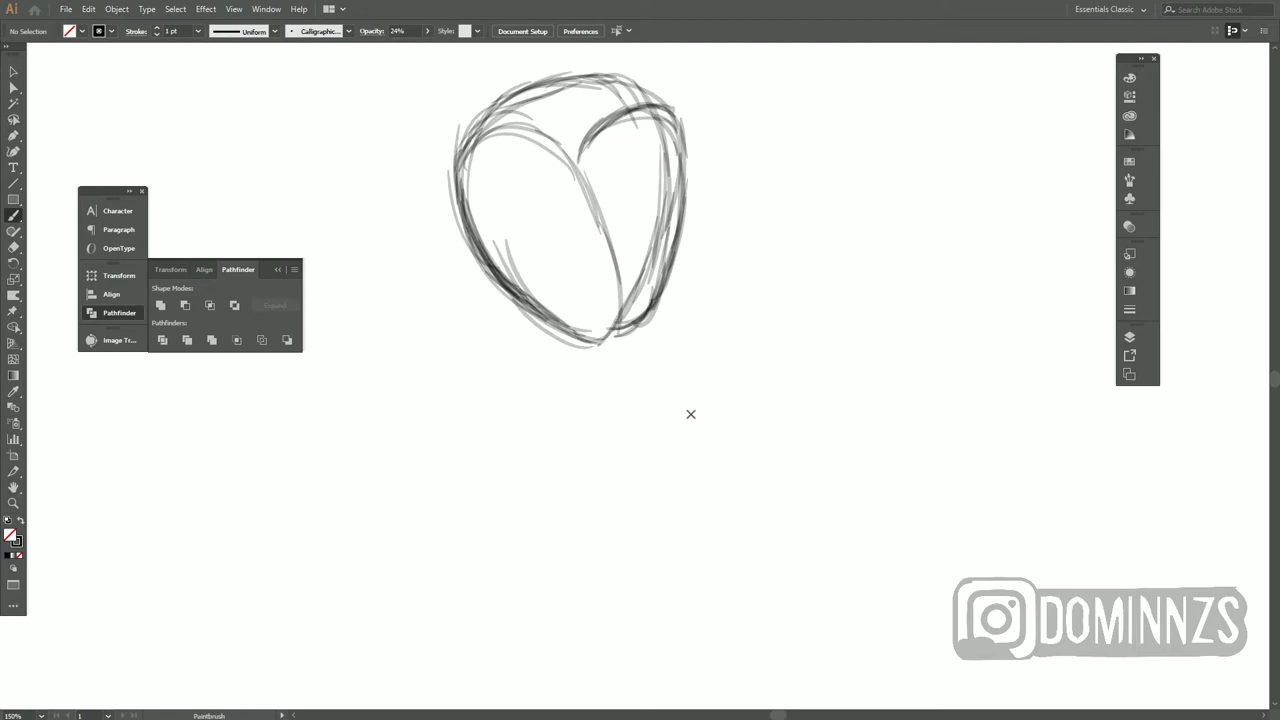 Ai File Edit Object Type Select Effect View Window Help Essentials Classic Search Adobe Stock
No Selection Stroke: 1 pt Uniform Calligraphic... Opacity: 24% Style: Document Setup Preferences
Character
Paragraph
OpenType
Transform
Align
Pathfinder
Image Tr...
Transform Align Pathfinder
Shape Modes:
Expand
Pathfinders:
DOMINNZS
150% 1 Paintbrush